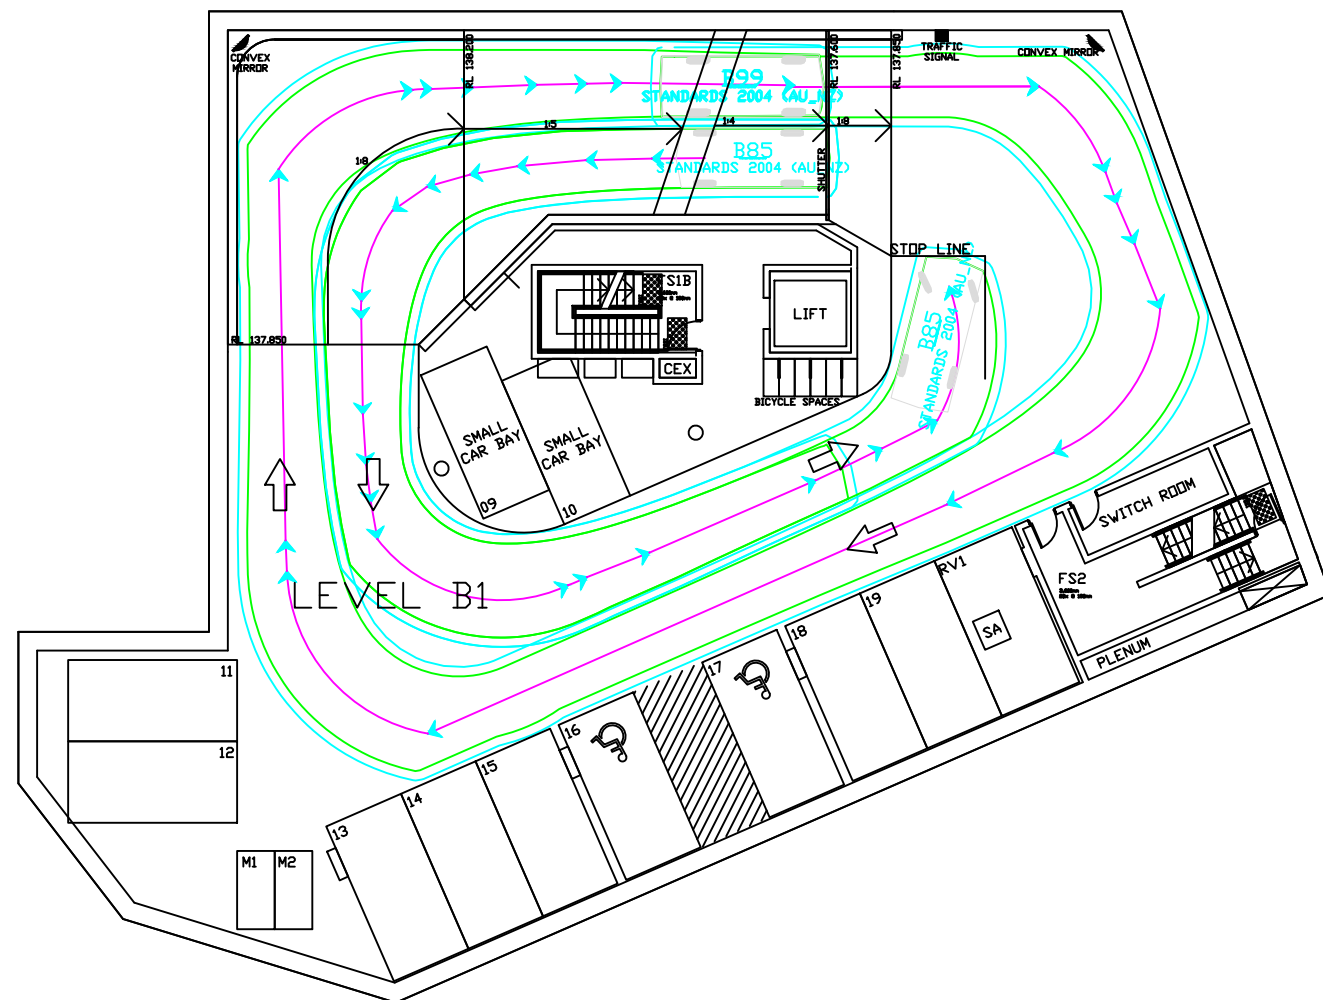 CONVEX
MIRROR
RL 138.200
B99
STANDARDS 2004 (AU_NZ)
RL 137.600
RL 137.850
TRAFFIC
SIGNAL
CONVEX MIRROR
1:5
1:4
1:8
1:8
B85
STANDARDS 2004 (AU_NZ)
SHUTTER
STOP LINE
FS1B
LIFT
RL 137.850
CEX
BICYCLE SPACES
B85
STANDARDS 2004 (AU_NZ)
SMALL
CAR BAY
09
SMALL
CAR BAY
10
SWITCH ROOM
LEVEL B1
FS2
PLENUM
RV1
SA
19
18
17
16
15
14
13
11
12
M1
M2